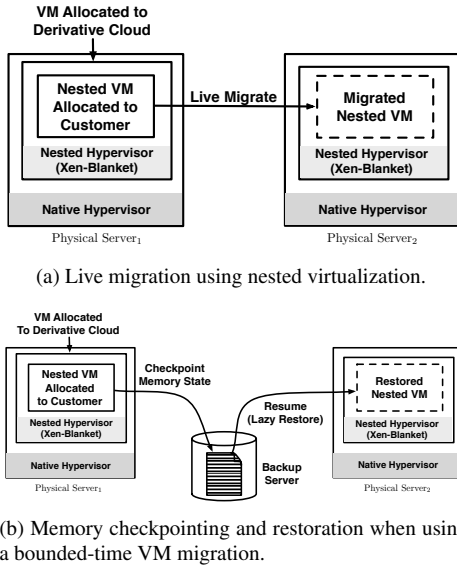 VM Allocated to
Derivative Cloud
Nested VM
Allocated to
Customer
Live Migrate
Migrated
Nested VM
Nested Hypervisor
(Xen-Blanket)
Nested Hypervisor
(Xen-Blanket)
Native Hypervisor
Native Hypervisor
Physical Server1
Physical Server2
(a) Live migration using nested virtualization.
VM Allocated
To Derivative Cloud
Nested VM
Allocated
to Customer
Checkpoint
Memory State
Restored
Nested VM
Resume
(Lazy Restore)
Nested Hypervisor
(Xen-Blanket)
Nested Hypervisor
(Xen-Blanket)
Native Hypervisor
Backup
Server
Native Hypervisor
Physical Server1
Physical Server2
(b) Memory checkpointing and restoration when using
a bounded-time VM migration.